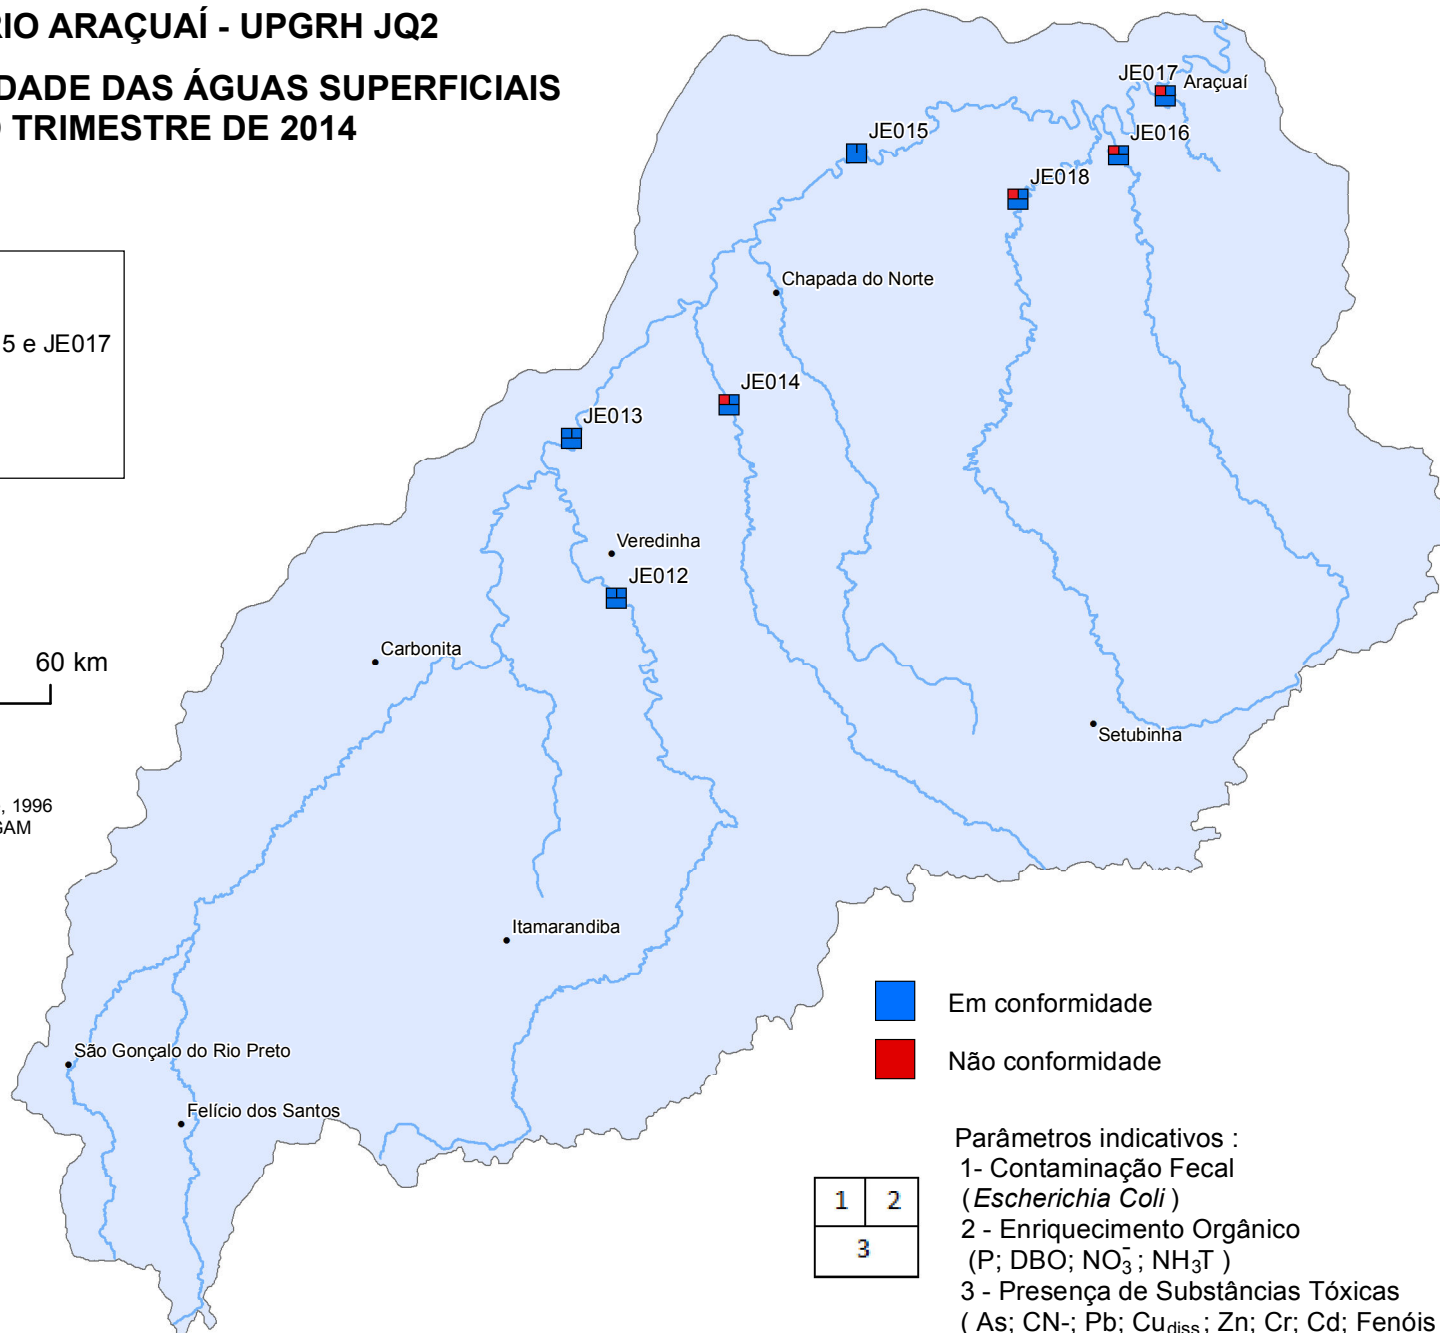 RIO ARAÇUAÍ - UPGRH JQ2
DADE DAS ÁGUAS SUPERFICIAIS
TRIMESTRE DE 2014
JE017
Araçuaí
JE015
JE016
JE018
Chapada do Norte
5 e JE017
JE014
JE013
Veredinha
JE012
Carbonita
60 km
Setubinha
, 1996
GAM
Itamarandiba
Em conformidade
São Gonçalo do Rio Preto
Não conformidade
Felício dos Santos
Parâmetros indicativos :
1- Contaminação Fecal
(Escherichia Coli )
1 2
3
2 - Enriquecimento Orgânico
(P; DBO; NO₃⁻; NH₃T )
3 - Presença de Substâncias Tóxicas
( As; CN-; Pb; Cu diss; Zn; Cr; Cd; Fenóis